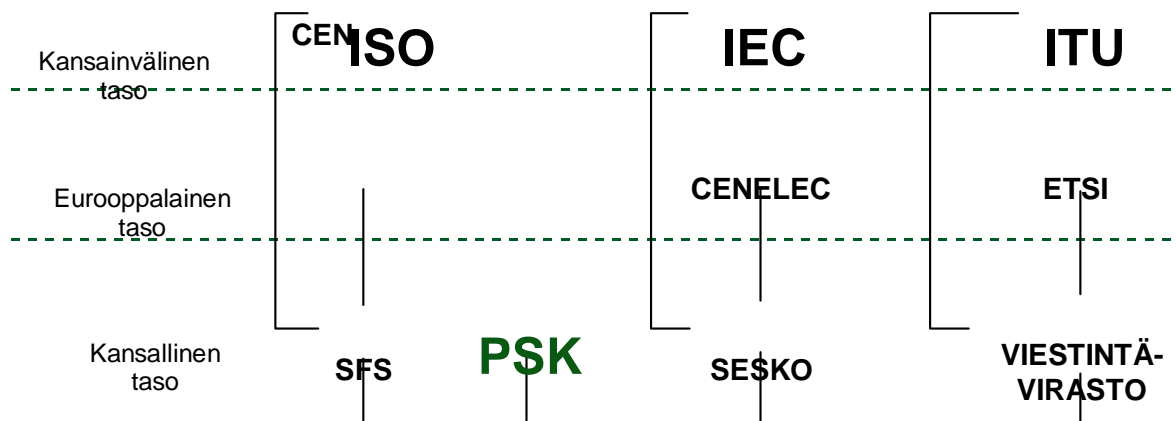 CEN ISO IEC ITU
Kansainvälinen
taso
Eurooppalainen
taso
CENELEC ETSI
Kansallinen
taso
SFS PSK SESKO VIESTINTÄ-
VIRASTO